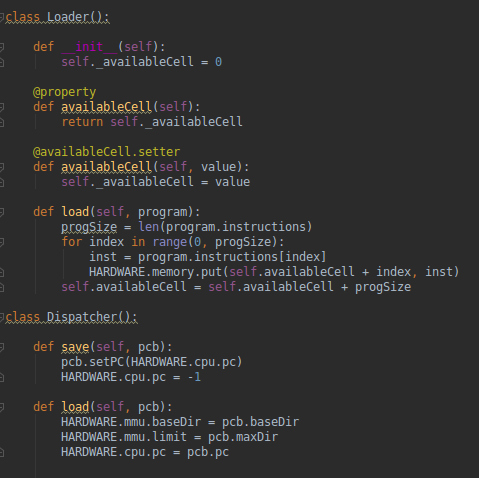 class Loader():
def __init__(self):
self._availableCell = 0
@property
def availableCell(self):
return self._availableCell
@availableCell.setter
def availableCell(self, value):
self._availableCell = value
def load(self, program):
progSize = len(program.instructions)
for index in range(0, progSize):
inst = program.instructions[index]
HARDWARE.memory.put(self.availableCell + index, inst)
self.availableCell = self.availableCell + progSize
class Dispatcher():
def save(self, pcb):
pcb.setPC(HARDWARE.cpu.pc)
HARDWARE.cpu.pc = -1
def load(self, pcb):
HARDWARE.mmu.baseDir = pcb.baseDir
HARDWARE.mmu.limit = pcb.maxDir
HARDWARE.cpu.pc = pcb.pc